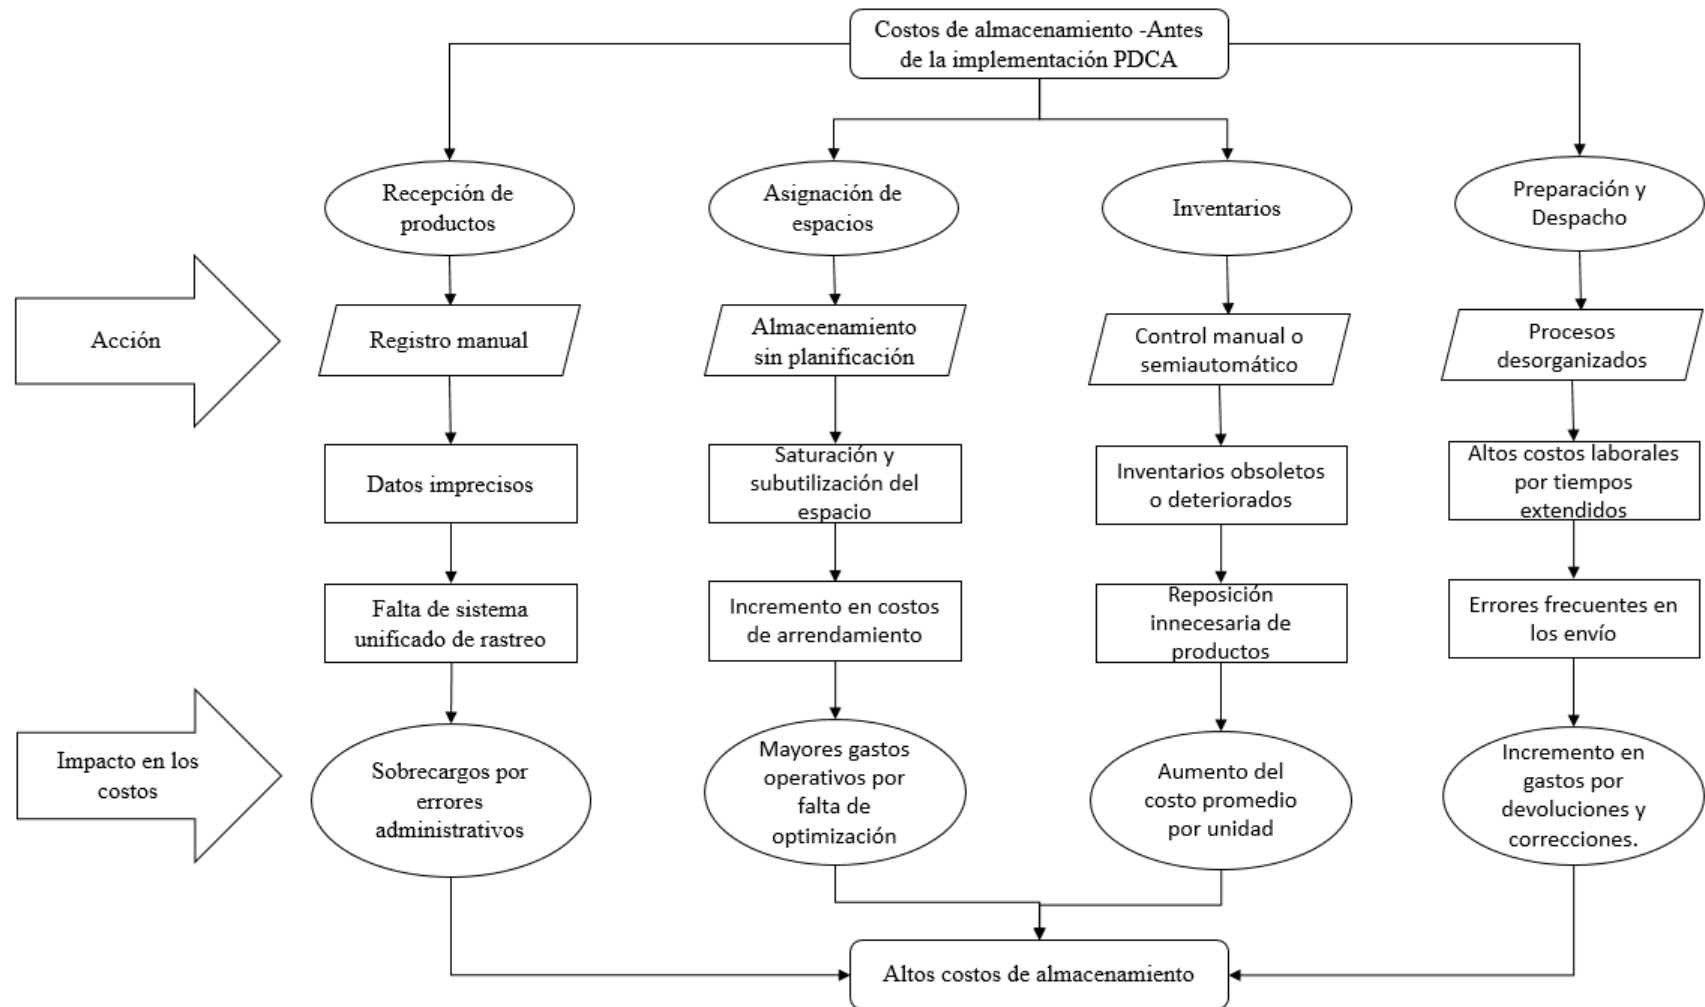 Costos de almacenamiento -Antes
de la implementación PDCA
Recepción de
productos
Asignación de
espacios
Inventarios
Preparación y
Despacho
Acción
Registro manual
Almacenamiento
sin planificación
Control manual o
semiautomático
Procesos
desorganizados
Datos imprecisos
Saturación y
subutilización del
espacio
Inventarios obsoletos
o deteriorados
Altos costos laborales
por tiempos
extendidos
Falta de sistema
unificado de rastreo
Incremento en costos
de arrendamiento
Reposición
innecesaria de
productos
Errores frecuentes en
los envío
Impacto en los
costos
Sobrecargos por
errores
administrativos
Mayores gastos
operativos por
falta de
optimización
Aumento del
costo promedio
por unidad
Incremento en
gastos por
devoluciones y
correcciones.
Altos costos de almacenamiento